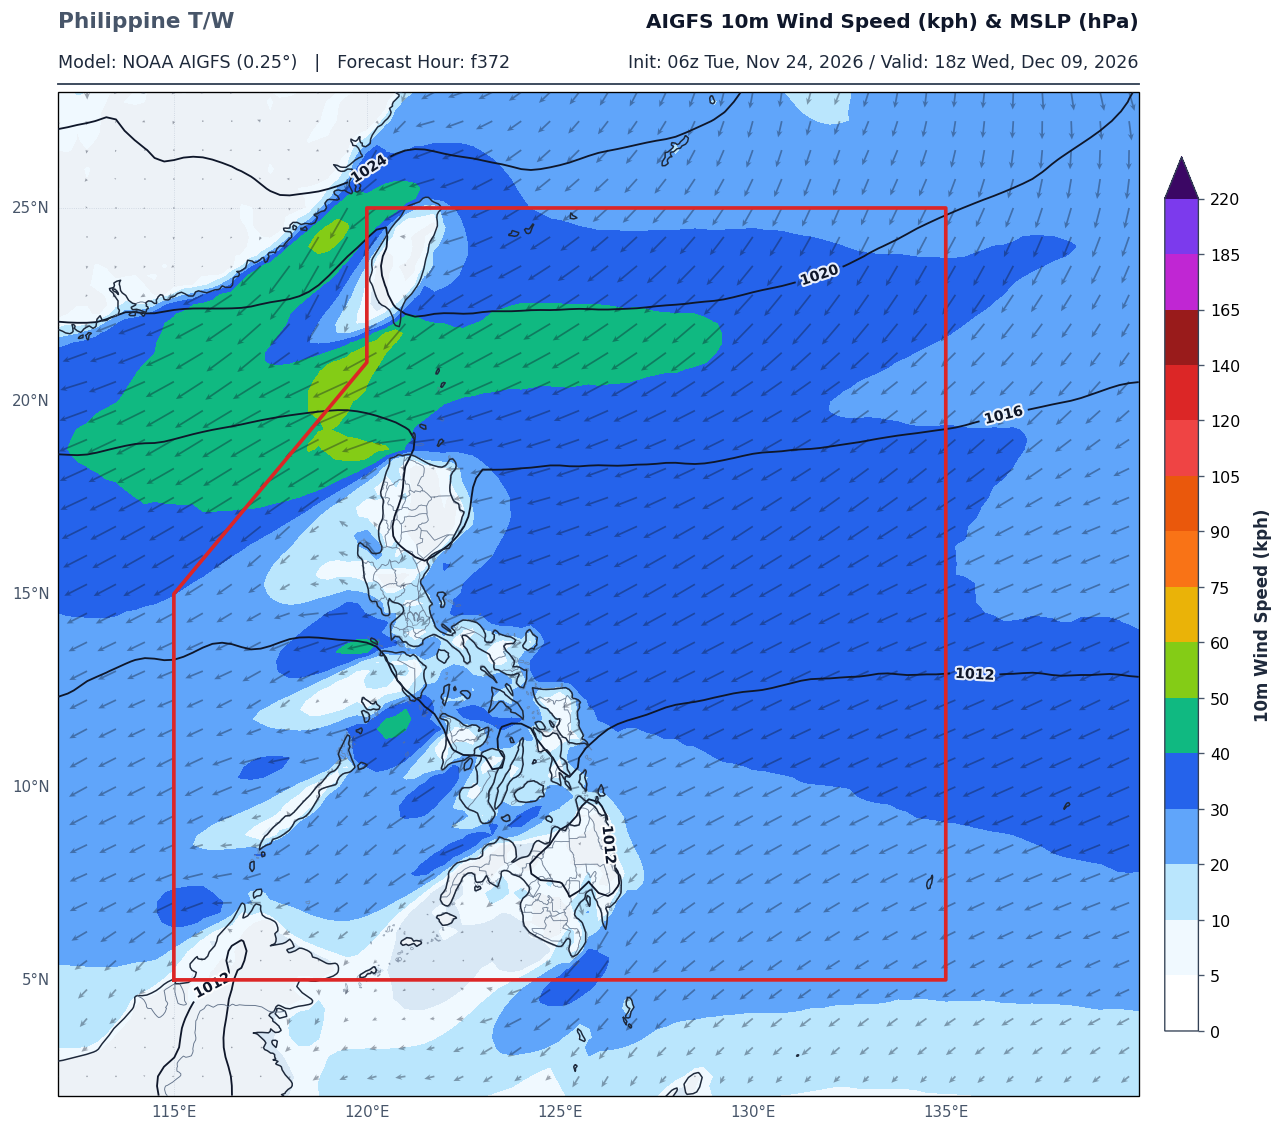 Philippine T/W
AIGFS 10m Wind Speed (kph) & MSLP (hPa)
Model: NOAA AIGFS (0.25°) | Forecast Hour: f372
Init: 06z Tue, Nov 24, 2026 / Valid: 18z Wed, Dec 09, 2026
25°N
20°N
15°N
10°N
5°N
115°E
120°E
125°E
130°E
135°E
1024
1020
1016
1012
1012
1012
220
185
165
140
120
105
90
75
60
50
40
30
20
10
5
0
10m Wind Speed (kph)